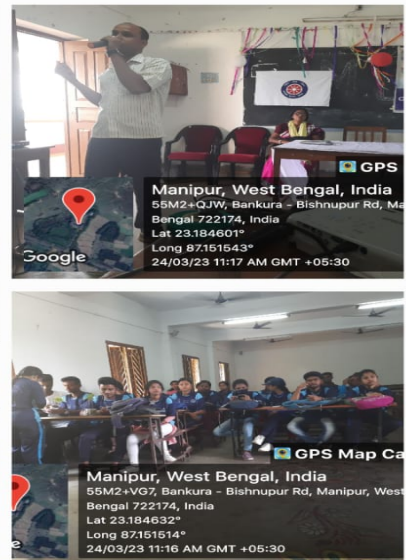 GPS
Manipur, West Bengal, India
55M2+QJW, Bankura - Bishnupur Rd, Ma
Bengal 722174, India
Lat 23.184601°
Long 87.151543°
24/03/23 11:17 AM GMT +05:30
Google
GPS Map Ca
Manipur, West Bengal, India
55M2+VG7, Bankura - Bishnupur Rd, Manipur, West
Bengal 722174, India
Lat 23.184632°
Long 87.151514°
24/03/23 11:16 AM GMT +05:30
e